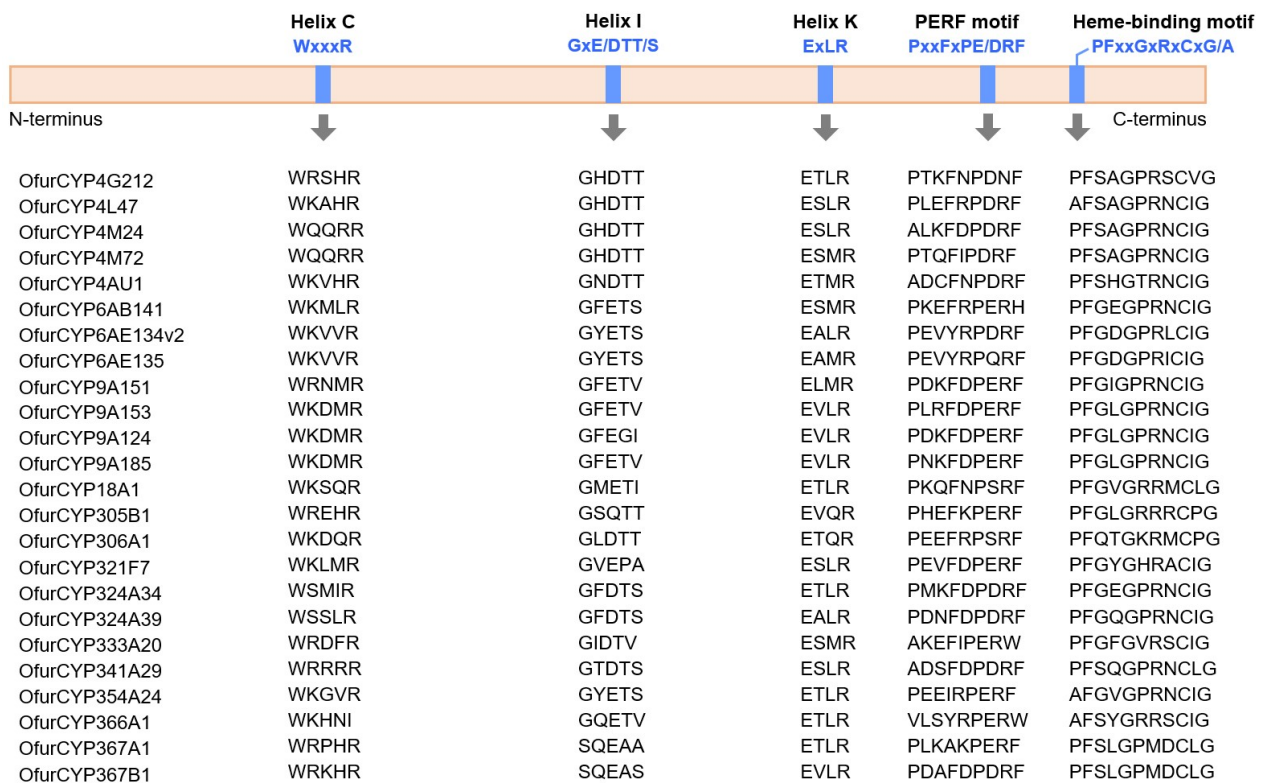 Helix C Helix I Helix K PERF motif Heme-binding motif
WxxxR GxE/DTT/S ExLR PxxFxPE/DRF PFxxGxRxCxG/A
N-terminus C-terminus
OfurCYP4G212 WRSHR GHDTT ETLR PTKFNPDNF PFSAGPRSCVG
OfurCYP4L47 WKAHR GHDTT ESLR PLEFRPDRF AFSAGPRNCIG
OfurCYP4M24 WQQRR GHDTT ESLR ALKFDPDRF PFSAGPRNCIG
OfurCYP4M72 WQQRR GHDTT ESMR PTQFIPDRF PFSAGPRNCIG
OfurCYP4AU1 WKVHR GNDTT ETMR ADCFNPDRF PFSHGTRNCIG
OfurCYP6AB141 WKMLR GFETS ESMR PKEFRPERH PFGEGPRNCIG
OfurCYP6AE134v2 WKVVR GYETS EALR PEVYRPDRF PFGDGPRLCIG
OfurCYP6AE135 WKVVR GYETS EAMR PEVYRPQRF PFGDGPRICIG
OfurCYP9A151 WRNMR GFETV ELMR PDKFDPERF PFGIGPRNCIG
OfurCYP9A153 WKDMR GFETV EVLR PLRFDPERF PFGLGPRNCIG
OfurCYP9A124 WKDMR GFEGI EVLR PDKFDPERF PFGLGPRNCIG
OfurCYP9A185 WKDMR GFETV EVLR PNKFDPERF PFGLGPRNCIG
OfurCYP18A1 WKSQR GMETI ETLR PKQFNPSRF PFGVGRRMCLG
OfurCYP305B1 WREHR GSQTT EVQR PHEFKPERF PFGLGRRRCPG
OfurCYP306A1 WKDQR GLDTT ETQR PEEFRPSRF PFQTGKRMCPG
OfurCYP321F7 WKLMR GVEPA ESLR PEVFDPERF PFGYGHRACIG
OfurCYP324A34 WSMIR GFDTS ETLR PMKFDPDRF PFGEGPRNCIG
OfurCYP324A39 WSSLR GFDTS EALR PDNFDPDRF PFGQGPRNCIG
OfurCYP333A20 WRDFR GIDTV ESMR AKEFIPERW PFGFGVRSCIG
OfurCYP341A29 WRRRR GTDTS ESLR ADSFDPDRF PFSQGPRNCLG
OfurCYP354A24 WKGVR GYETS ETLR PEEIRPERF AFGVGPRNCIG
OfurCYP366A1 WKHNI GQETV ETLR VLSYRPERW AFSYGRRSCIG
OfurCYP367A1 WRPHR SQEAA ETLR PLKAKPERF PFSLGPMDCLG
OfurCYP367B1 WRKHR SQEAS EVLR PDAFDPDRF PFSLGPMDCLG